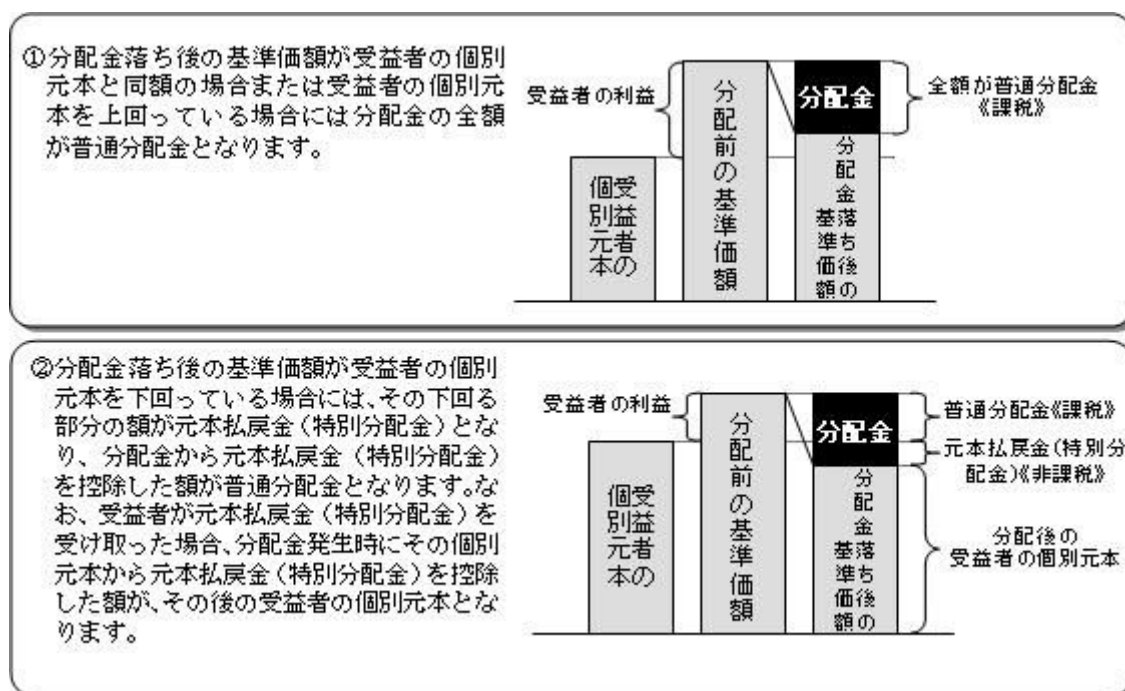 ①分配金落ち後の基準価額が受益者の個別
元本と同額の場合または受益者の個別元
本を上回っている場合には分配金の全額
が普通分配金となります。
受益者の利益
受益者の
個別元本
分配前の基準価額
分配金
分配金落ち後の
基準価額
全額が普通分配金
《課税》
②分配金落ち後の基準価額が受益者の個別
元本を下回っている場合には、その下回る
部分の額が元本払戻金（特別分配金）とな
り、分配金から元本払戻金（特別分配金）
を控除した額が普通分配金となります。な
お、受益者が元本払戻金（特別分配金）を
受け取った場合、分配金発生時にその個別
元本から元本払戻金（特別分配金）を控除
した額が、その後の受益者の個別元本とな
ります。
受益者の利益
受益者の
個別元本
分配前の基準価額
分配金
分配金落ち後の
基準価額
普通分配金《課税》
元本払戻金（特別分
配金）《非課税》
分配後の
受益者の個別元本